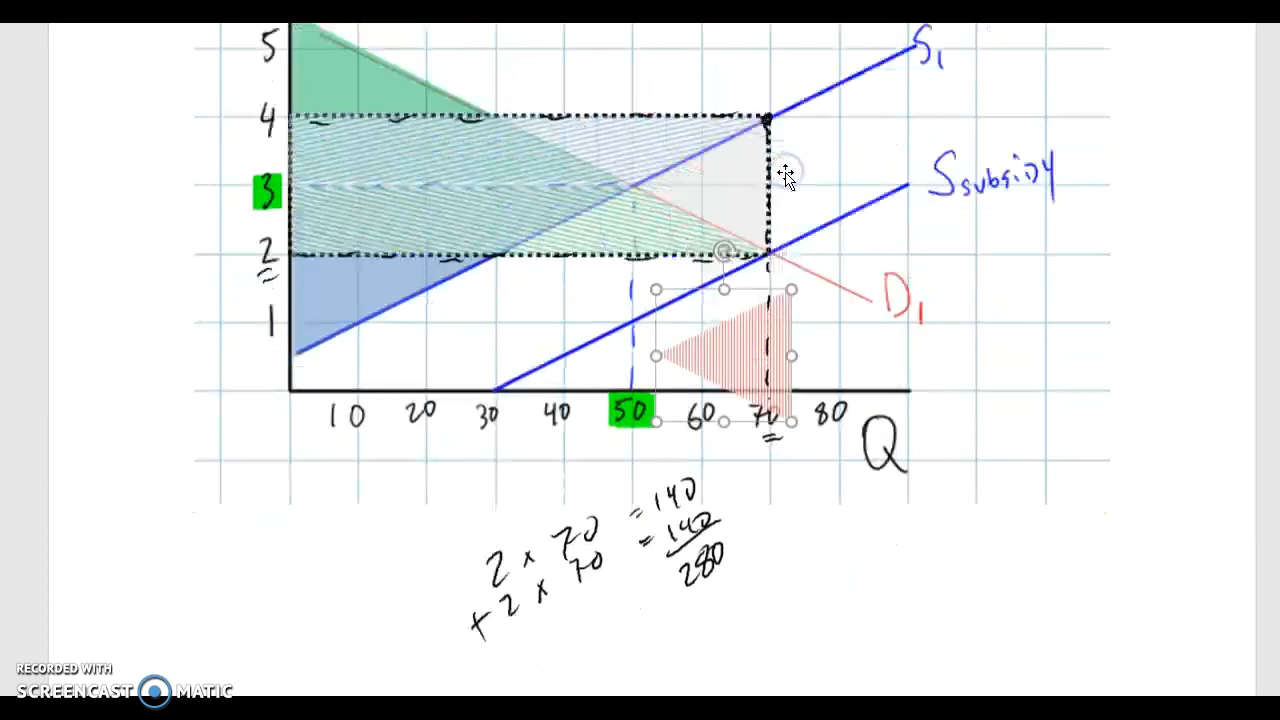 5
S1
4
3
Ssubsidy
2
1
D1
10 20 30 40 50 60 70 80
Q
2 x 70 = 140
+ 2 x 70 = 140
280
RECORDED WITH
SCREENCAST MATIC